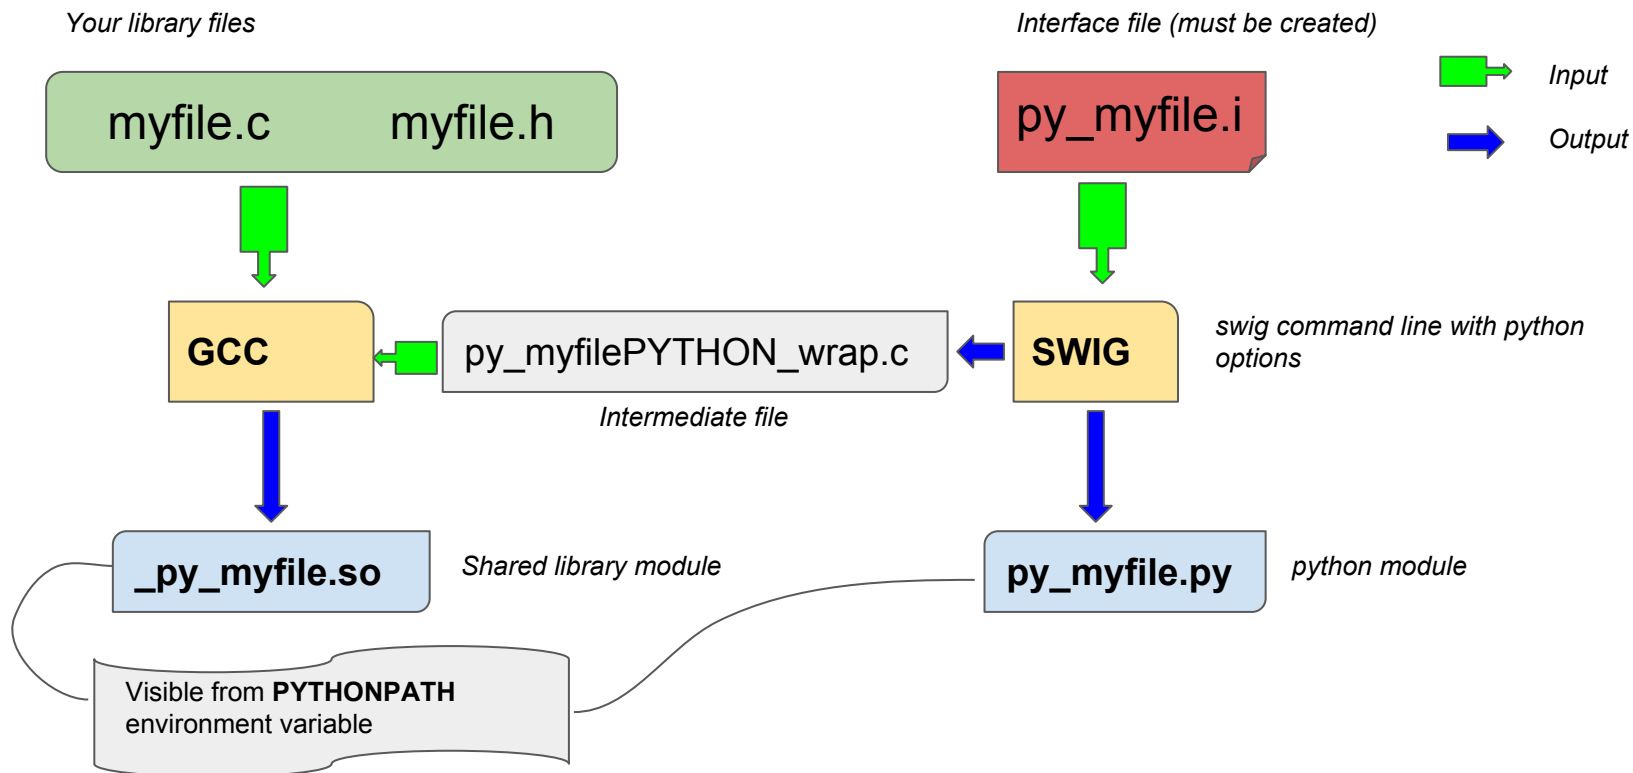 Your library files
Interface file (must be created)
myfile.c
myfile.h
py_myfile.i
Input
Output
GCC
py_myfilePYTHON_wrap.c
SWIG
swig command line with python
options
Intermediate file
_py_myfile.so
Shared library module
py_myfile.py
python module
Visible from PYTHONPATH
environment variable